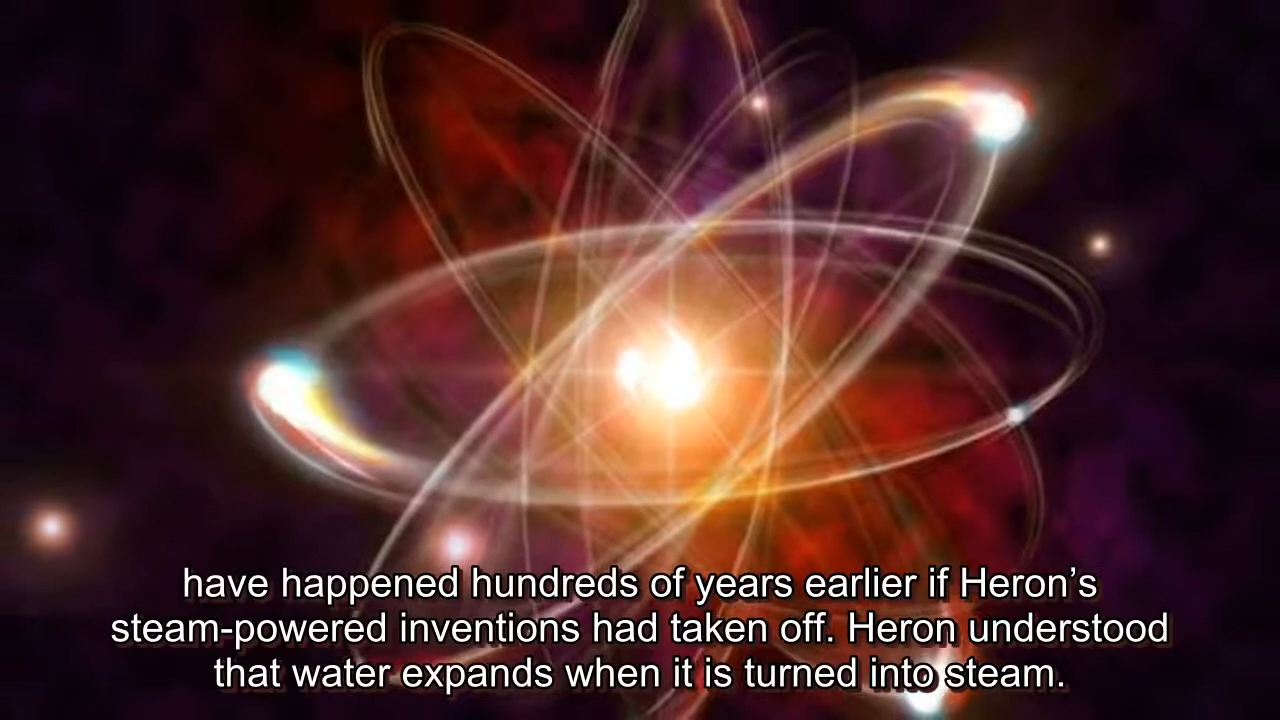 have happened hundreds of years earlier if Heron’s
steam-powered inventions had taken off. Heron understood
that water expands when it is turned into steam.